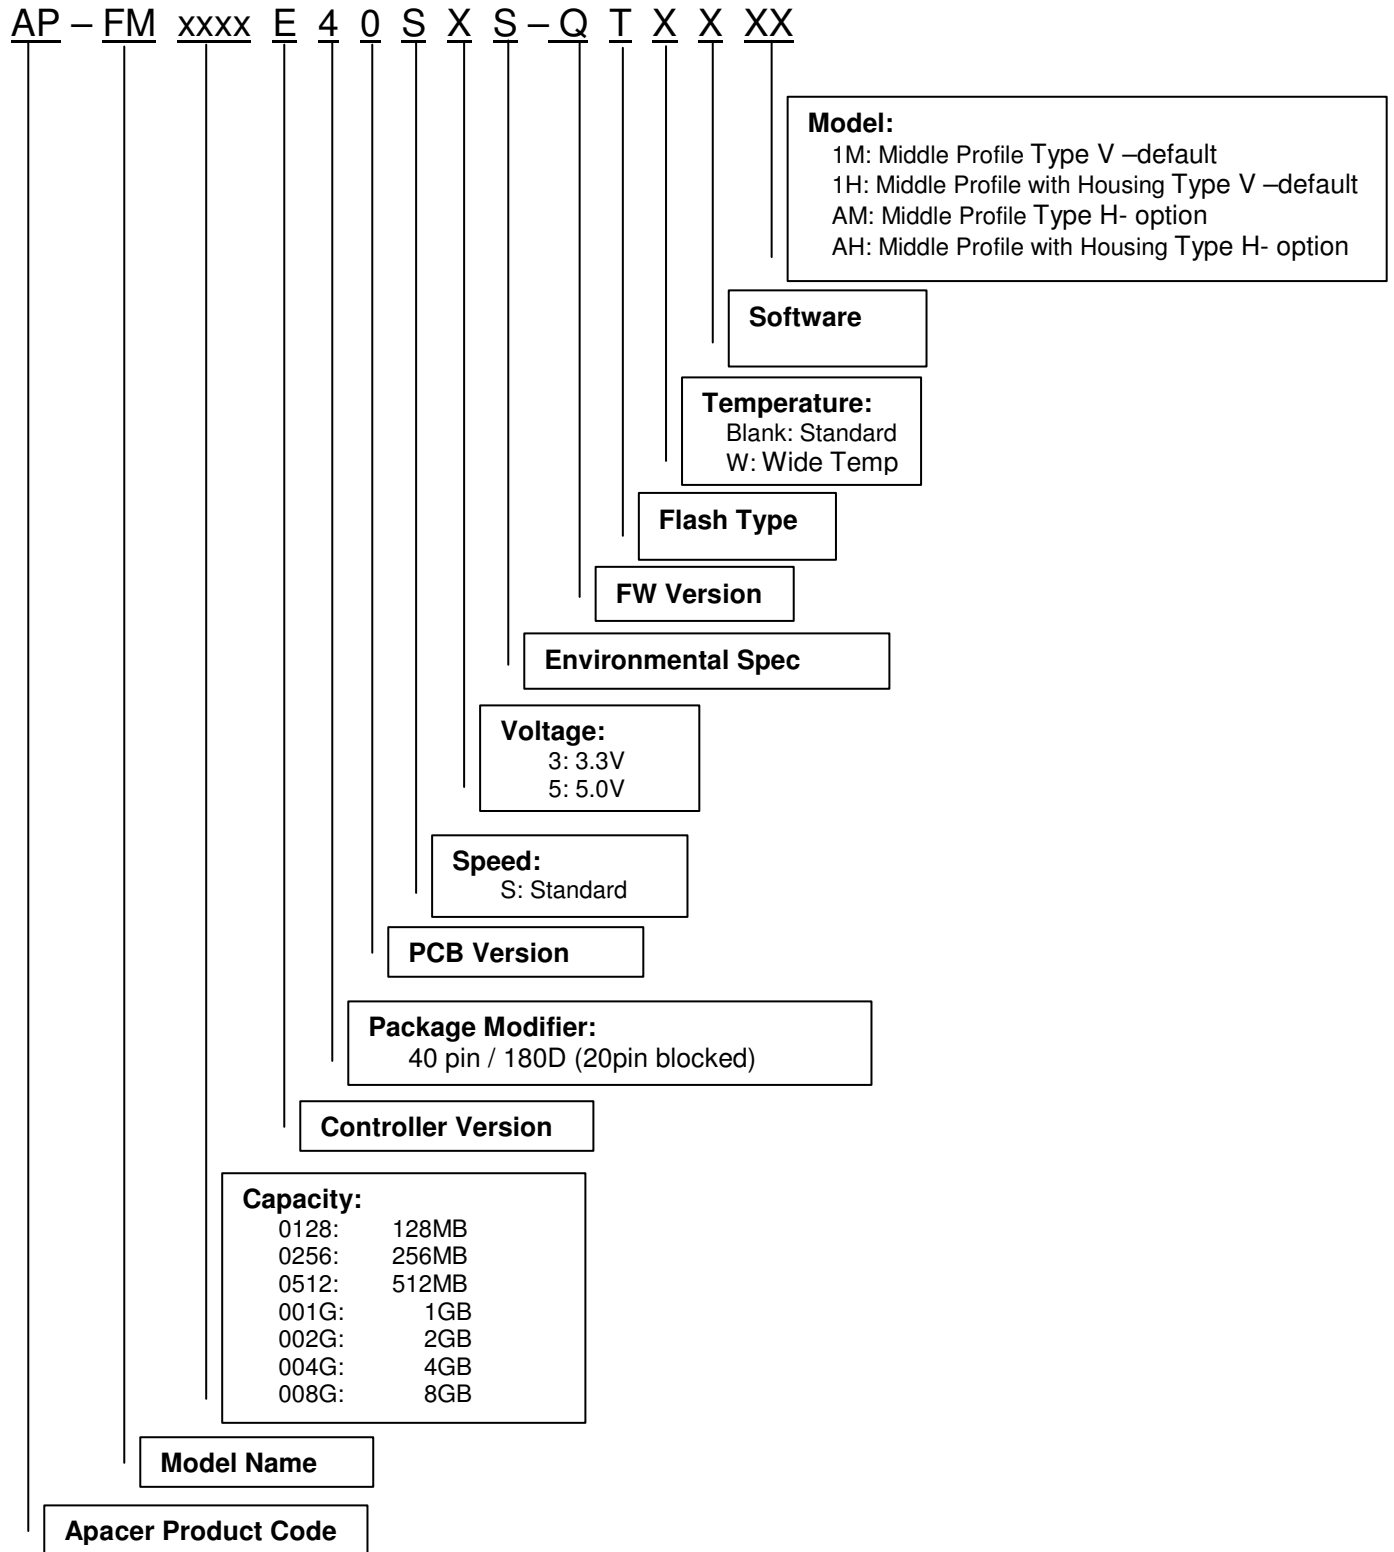 AP – FM xxxx E 4 0 S X S – Q T X X XX
Model:
1M: Middle Profile Type V –default
1H: Middle Profile with Housing Type V –default
AM: Middle Profile Type H- option
AH: Middle Profile with Housing Type H- option
Software
Temperature:
Blank: Standard
W: Wide Temp
Flash Type
FW Version
Environmental Spec
Voltage:
3: 3.3V
5: 5.0V
Speed:
S: Standard
PCB Version
Package Modifier:
40 pin / 180D (20pin blocked)
Controller Version
Capacity:
0128: 128MB
0256: 256MB
0512: 512MB
001G: 1GB
002G: 2GB
004G: 4GB
008G: 8GB
Model Name
Apacer Product Code